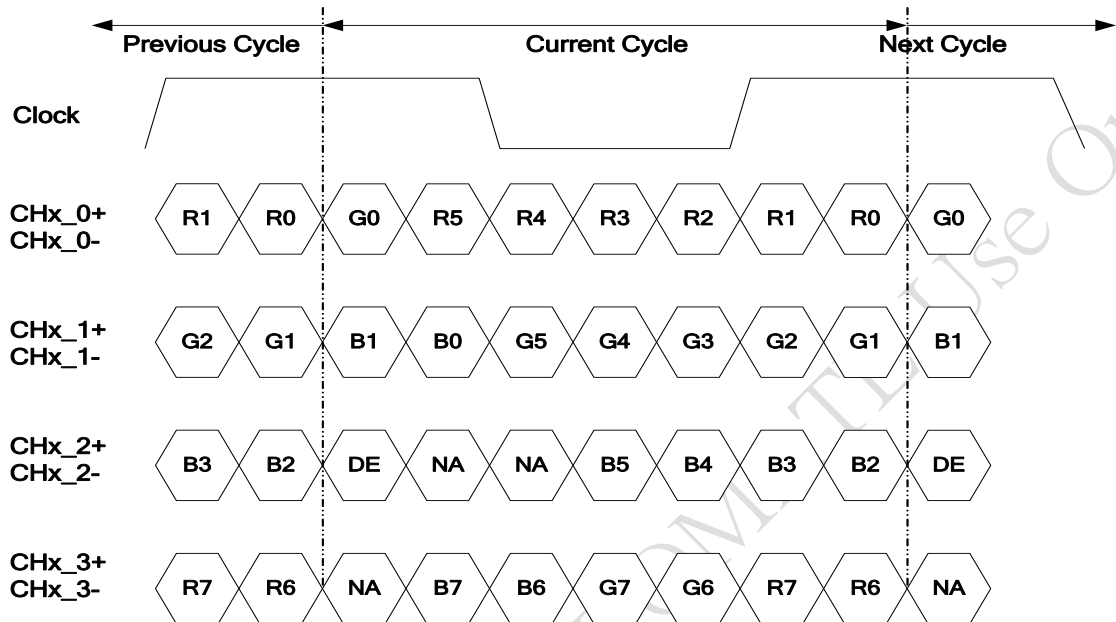 Previous Cycle Current Cycle Next Cycle
Clock
CHx_0+
CHx_0-
R1 R0 G0 R5 R4 R3 R2 R1 R0 G0
CHx_1+
CHx_1-
G2 G1 B1 B0 G5 G4 G3 G2 G1 B1
CHx_2+
CHx_2-
B3 B2 DE NA NA B5 B4 B3 B2 DE
CHx_3+
CHx_3-
R7 R6 NA B7 B6 G7 G6 R7 R6 NA
TL Use